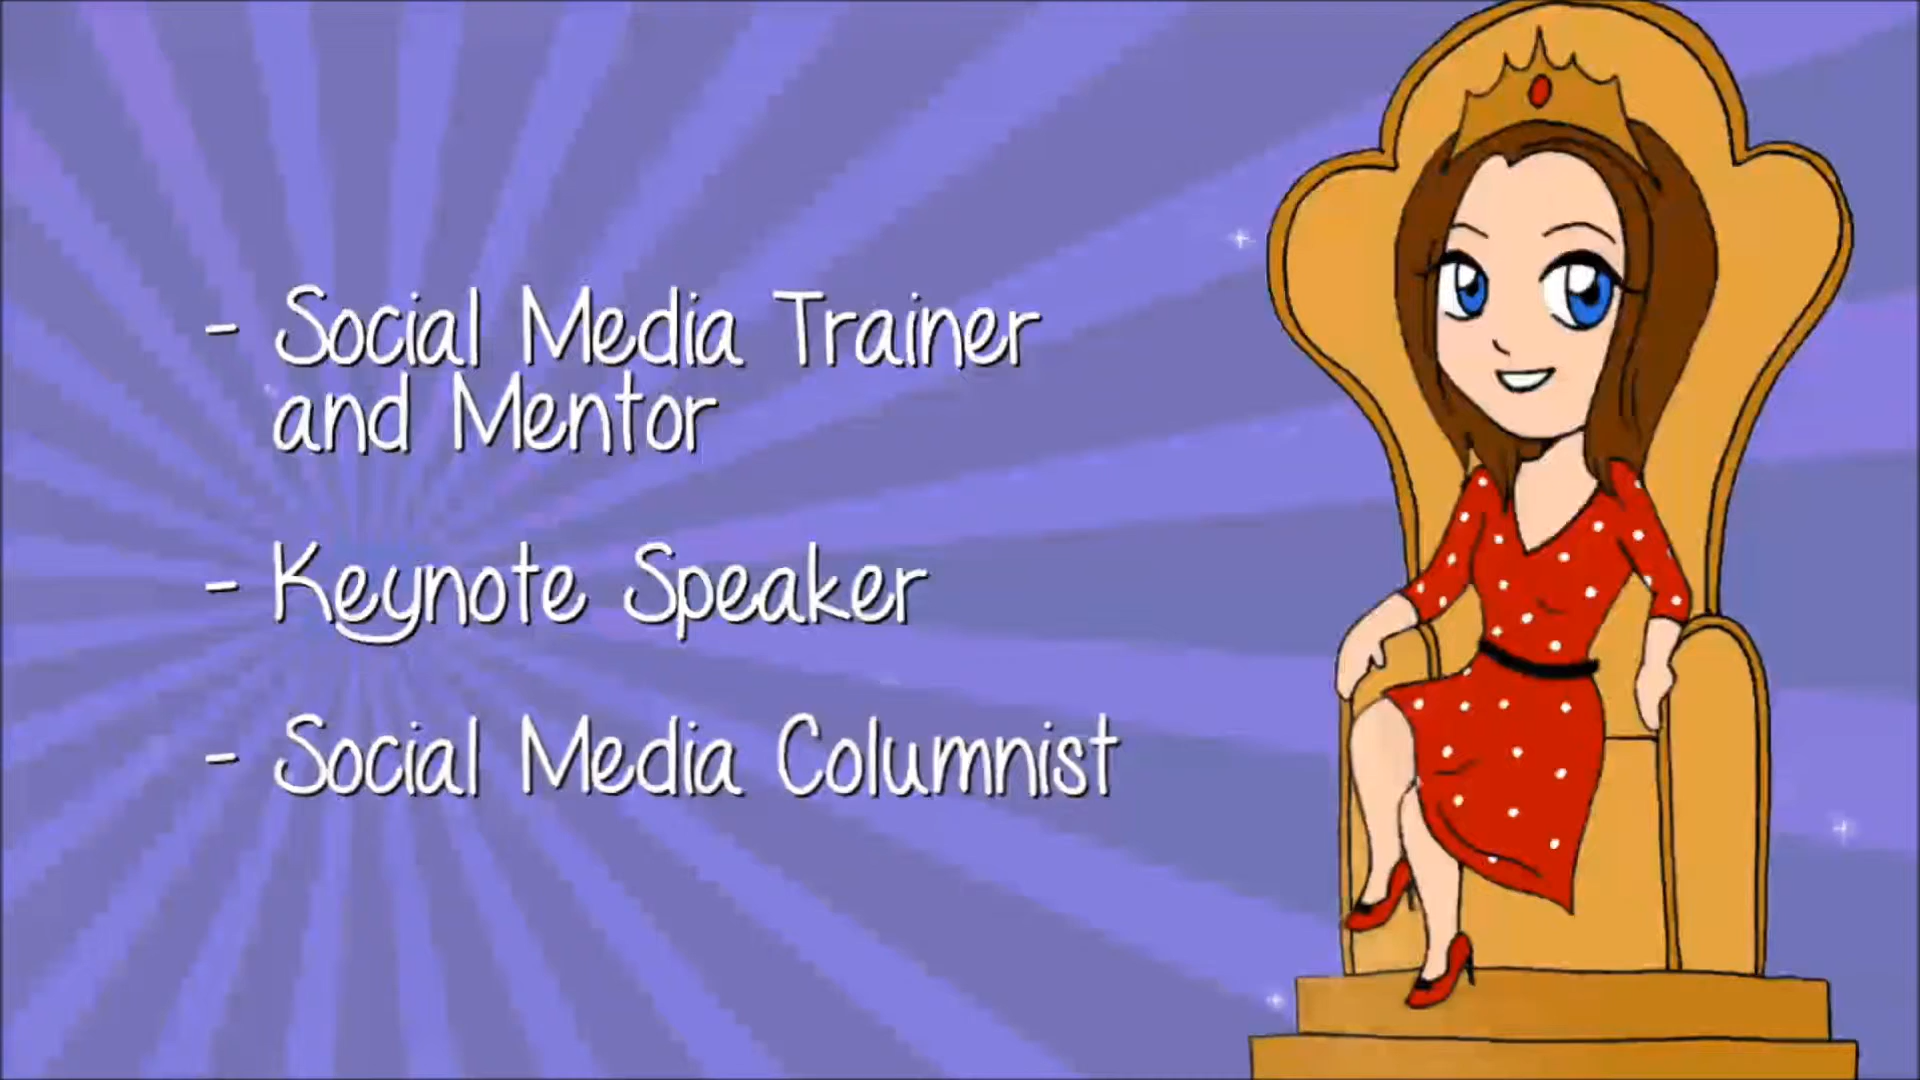 - Social Media Trainer
and Mentor
- Keynote Speaker
- Social Media Columnist